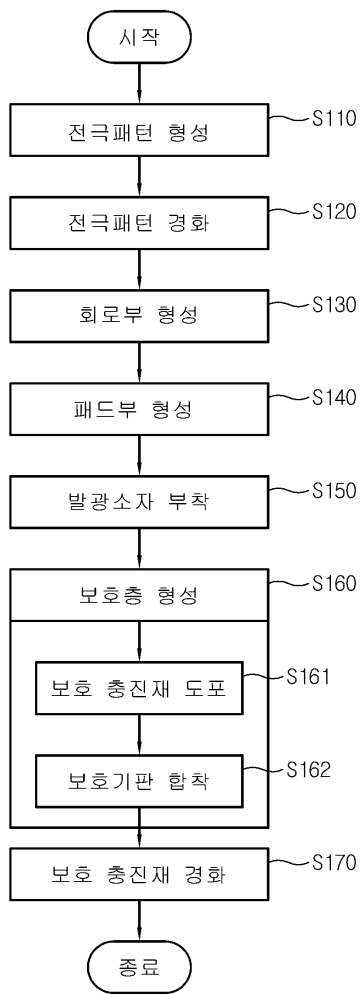 시작
전극패턴 형성 S110
전극패턴 경화 S120
회로부 형성 S130
패드부 형성 S140
발광소자 부착 S150
보호층 형성 S160
보호 충진재 도포 S161
보호기판 합착 S162
보호 충진재 경화 S170
종료